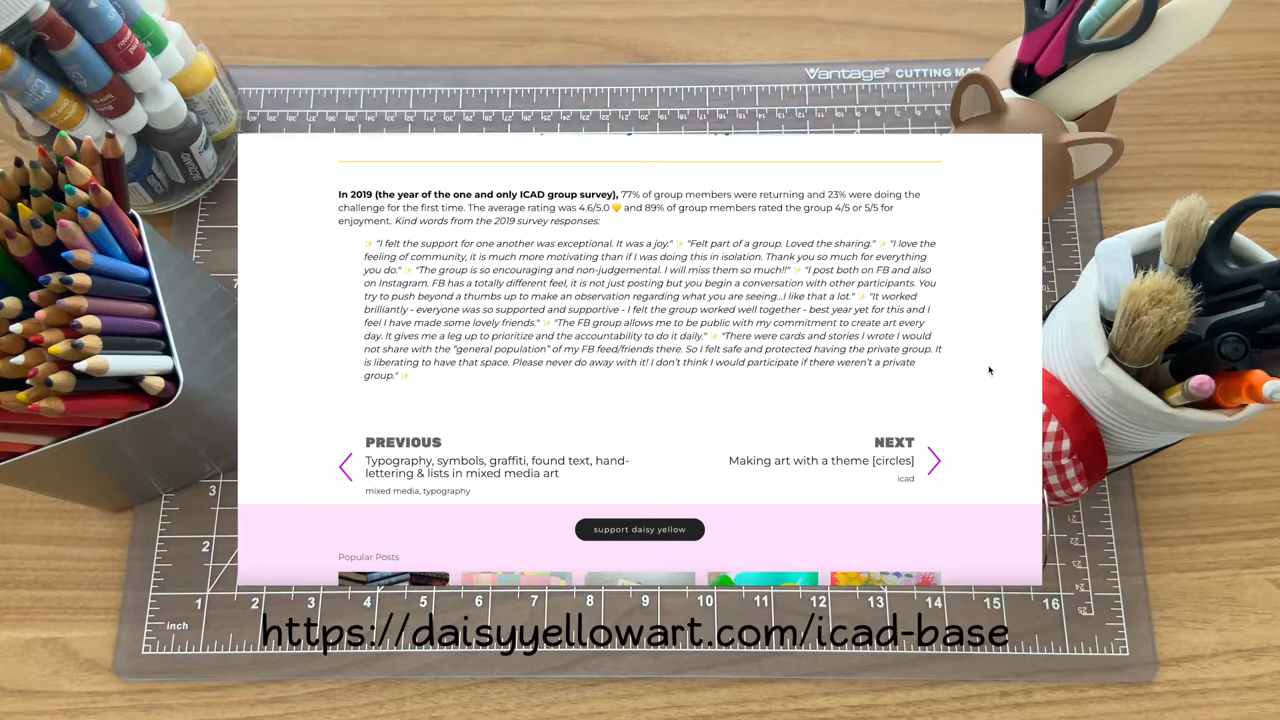 Vantage® CUTTING MA
In 2019 (the year of the one and only ICAD group survey), 77% of group members were returning and 23% were doing the
challenge for the first time. The average rating was 4.6/5.0 💛 and 89% of group members rated the group 4/5 or 5/5 for
enjoyment. Kind words from the 2019 survey responses:
✨ "I felt the support for one another was exceptional. It was a joy." ✨ "Felt part of a group. Loved the sharing." ✨ "I love the
feeling of community, it is much more motivating than if I was doing this in isolation. Thank you so much for everything
you do." ✨ "The group is so encouraging and non-judgemental. I will miss them so much!!" ✨ "I post both on FB and also
on Instagram. FB has a totally different feel, it is not just posting but you begin a conversation with other participants. You
try to push beyond a thumbs up to make an observation regarding what you are seeing...I like that a lot." ✨ "It worked
brilliantly - everyone was so supported and supportive - I felt the group worked well together - best year yet for this and I
feel I have made some lovely friends." ✨ "The FB group allows me to be public with my commitment to create art every
day. It gives me a leg up to prioritize and the accountability to do it daily." ✨ "There were cards and stories I wrote I would
not share with the "general population" of my FB feed/friends there. So I felt safe and protected having the private group. It
is liberating to have that space. Please never do away with it! I don't think I would participate if there weren't a private
group." ✨
PREVIOUS
Typography, symbols, graffiti, found text, hand-
lettering & lists in mixed media art
mixed media, typography
NEXT
Making art with a theme [circles]
icad
support daisy yellow
Popular Posts
3
2
1 2 3 4 5 6 7 8 9 10 11 12 13 14 15 16
inch
https://daisyyellowart.com/icad-base